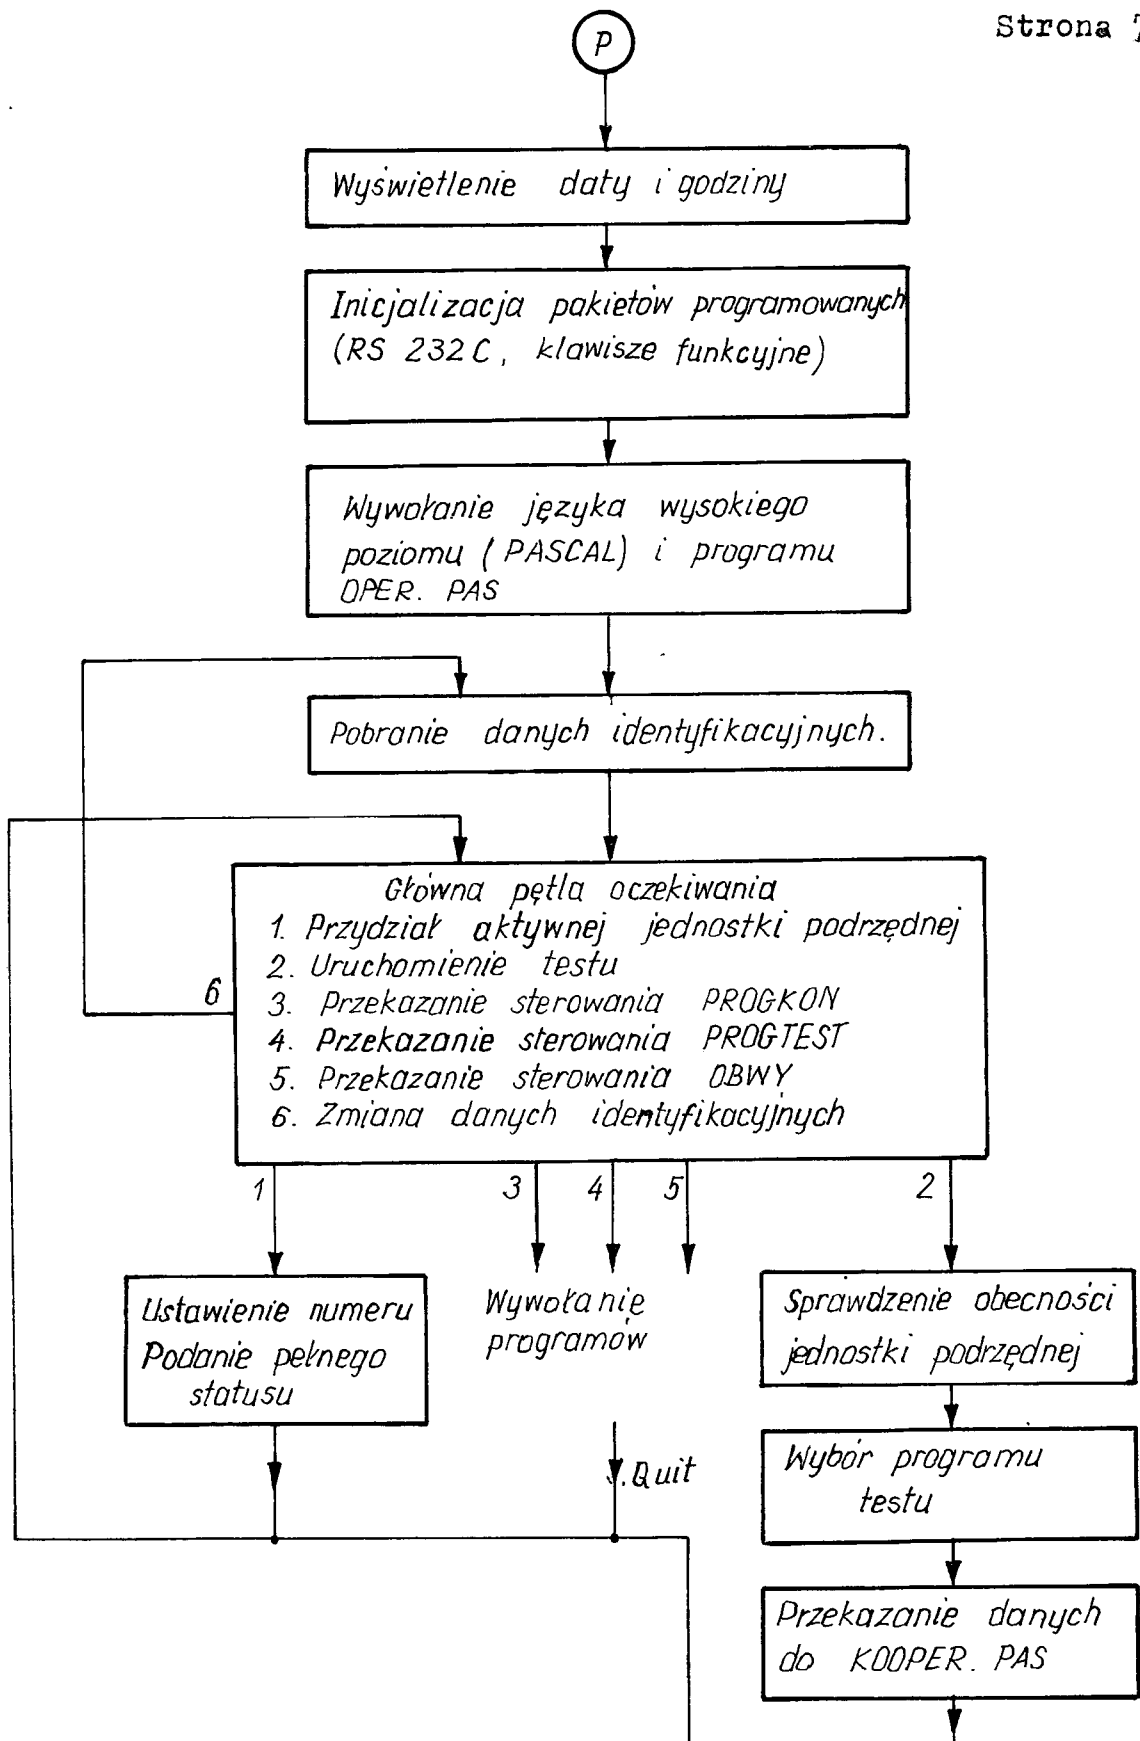 Strona 7
P
Wyświetlenie daty i godziny
Inicjalizacja pakietów programowanych
(RS 232C, klawisze funkcyjne)
Wywołanie języka wysokiego
poziomu (PASCAL) i programu
OPER. PAS
Pobranie danych identyfikacyjnych.
Główna pętla oczekiwania
1. Przydział aktywnej jednostki podrzędnej
2. Uruchomienie testu
3. Przekazanie sterowania PROGKON
4. Przekazanie sterowania PROGTEST
5. Przekazanie sterowania OBWY
6. Zmiana danych identyfikacyjnych
6
1
3
4
5
2
Ustawienie numeru
Podanie pełnego
statusu
Wywołanie
programów
Quit
Sprawdzenie obecności
jednostki podrzędnej
Wybór programu
testu
Przekazanie danych
do KOOPER. PAS